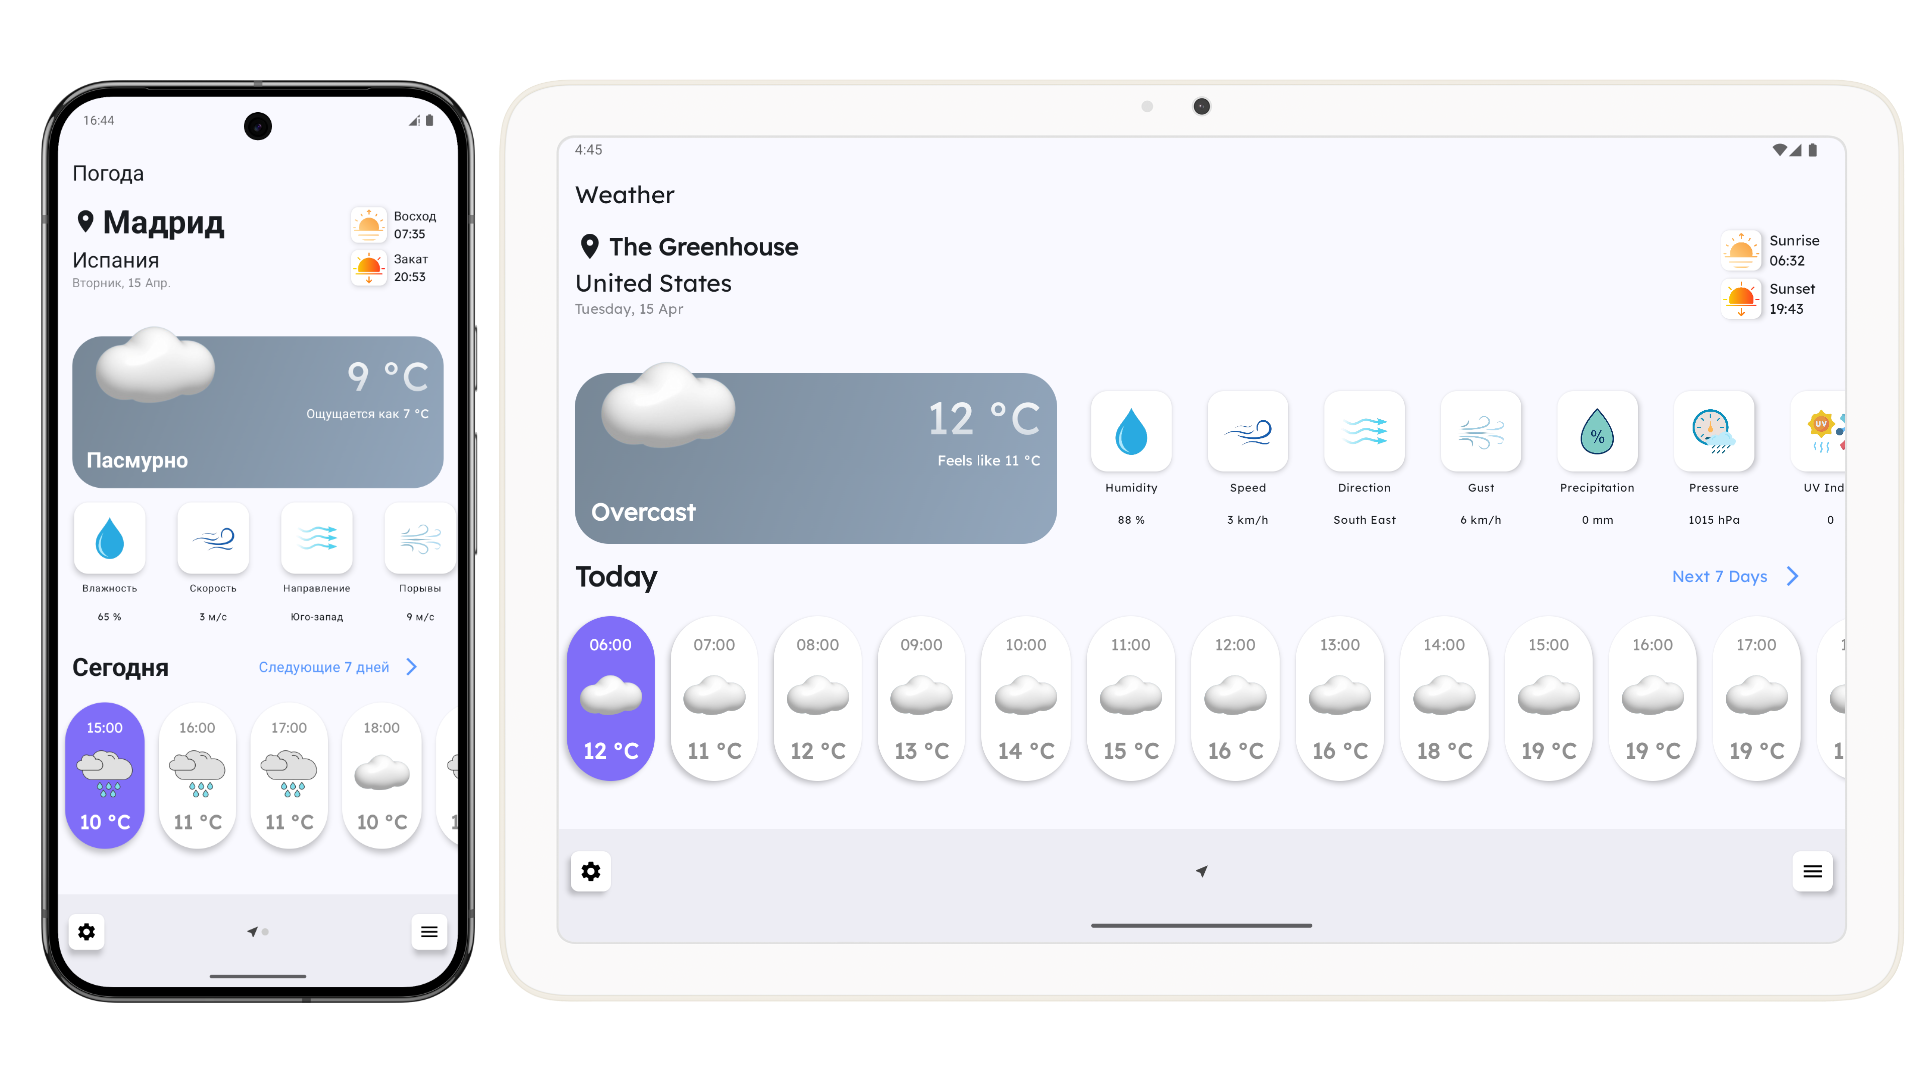 16:44
Погода
Мадрид
Испания
Вторник, 15 Апр.
Восход
07:35
Закат
20:53
9 °C
Ощущается как 7 °C
Пасмурно
Влажность
65 %
Скорость
3 м/с
Направление
Юго-запад
Порывы
9 м/с
Сегодня
Следующие 7 дней
15:00
10 °C
16:00
11 °C
17:00
11 °C
18:00
10 °C
1
4:45
Weather
The Greenhouse
United States
Tuesday, 15 Apr
Sunrise
06:32
Sunset
19:43
12 °C
Feels like 11 °C
Overcast
Humidity
88 %
Speed
3 km/h
Direction
South East
Gust
6 km/h
%
Precipitation
0 mm
Pressure
1015 hPa
UV
UV Ind
0
Today
Next 7 Days
06:00
12 °C
07:00
11 °C
08:00
12 °C
09:00
13 °C
10:00
14 °C
11:00
15 °C
12:00
16 °C
13:00
16 °C
14:00
18 °C
15:00
19 °C
16:00
19 °C
17:00
19 °C
1
1